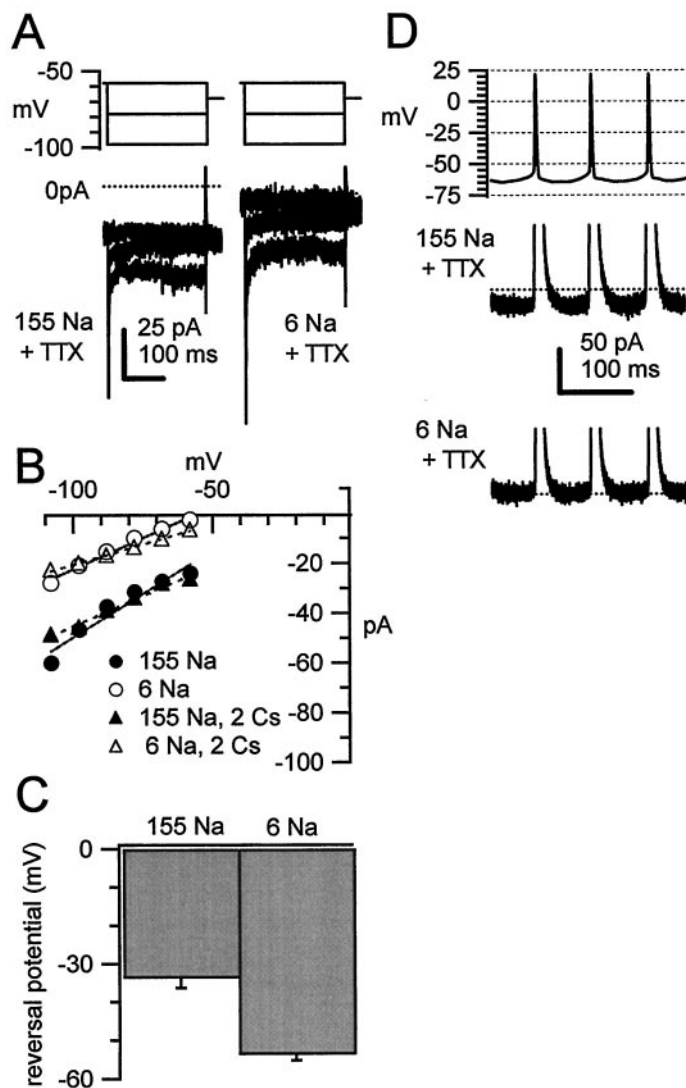 A
-50
mV
-100
0pA
155 Na
+ TTX
25 pA
100 ms
6 Na
+ TTX
D
25
0
mV
-25
-50
-75
155 Na
+ TTX
50 pA
100 ms
6 Na
+ TTX
B
mV
-100
-50
-20
-40
pA
-60
-80
-100
155 Na
6 Na
155 Na, 2 Cs
6 Na, 2 Cs
C
155 Na
6 Na
0
-30
-60
reversal potential (mV)